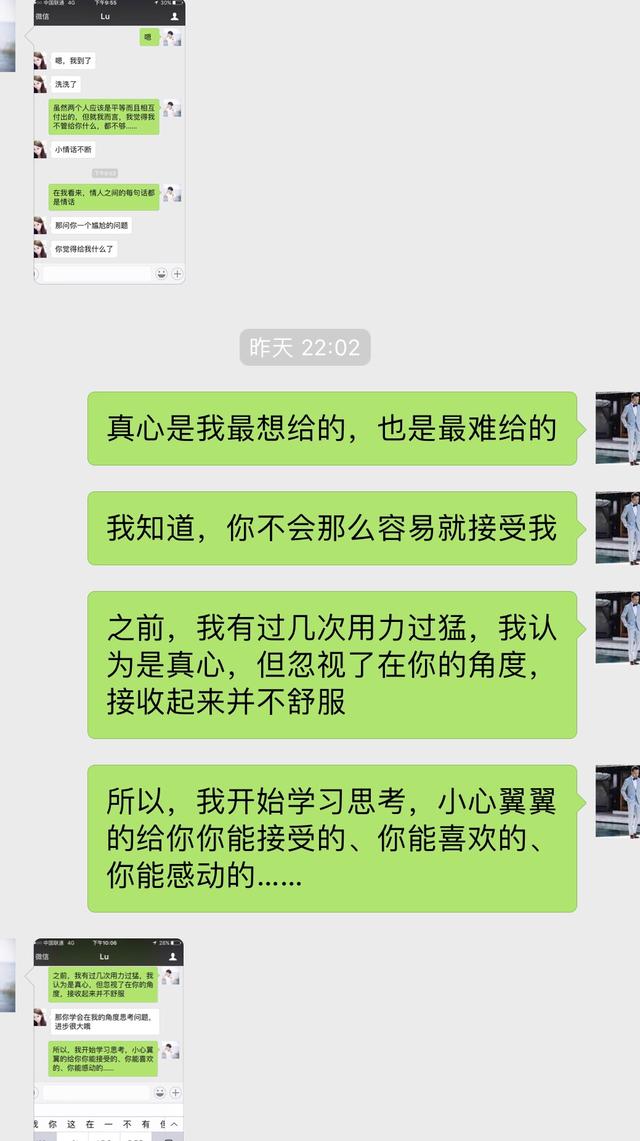 中国联通 4G 下午9:55 30%
微信 Lu
嗯
嗯，我到了
洗洗了
虽然两个人应该是平等而且相互
付出的，但就我而言，我觉得我
不管给你什么，都不够……
小情话不断
在我看来，情人之间的每句话都
是情话
那问你一个尴尬的问题
你觉得给我什么了
昨天 22:02
真心是我最想给的，也是最难给的
我知道，你不会那么容易就接受我
之前，我有过几次用力过猛，我认
为是真心，但忽视了在你的角度，
接收起来并不舒服
所以，我开始学习思考，小心翼翼
的给你你能接受的、你能喜欢的、
你能感动的……
中国联通 4G 下午10:06 28%
微信 Lu
之前，我有过几次用力过猛，我
认为是真心，但忽视了在你的角
度，接收起来并不舒服
那你学会在我的角度思考问题，
进步很大哦
所以，我开始学习思考，小心翼
翼的给你你能接受的、你能喜欢
的、你能感动的……
我 你 这 在 一 不 有